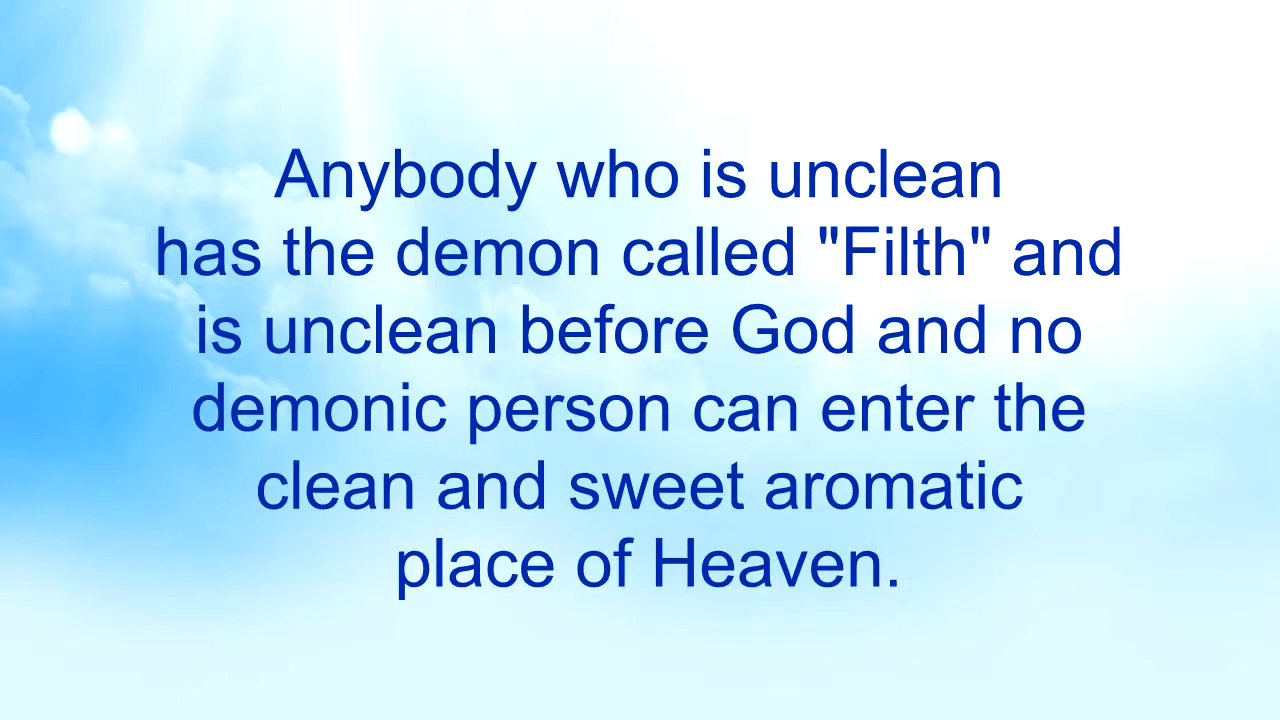 Anybody who is unclean
has the demon called "Filth" and
is unclean before God and no
demonic person can enter the
clean and sweet aromatic
place of Heaven.